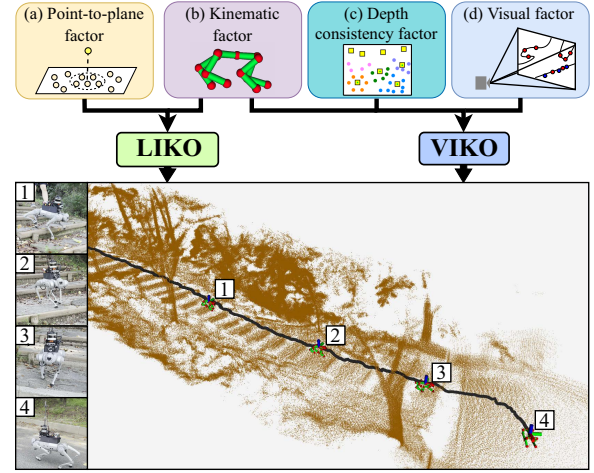 (a) Point-to-plane
factor
(b) Kinematic
factor
(c) Depth
consistency factor
(d) Visual factor
LIKO
VIKO
1
2
3
4
1
2
3
4